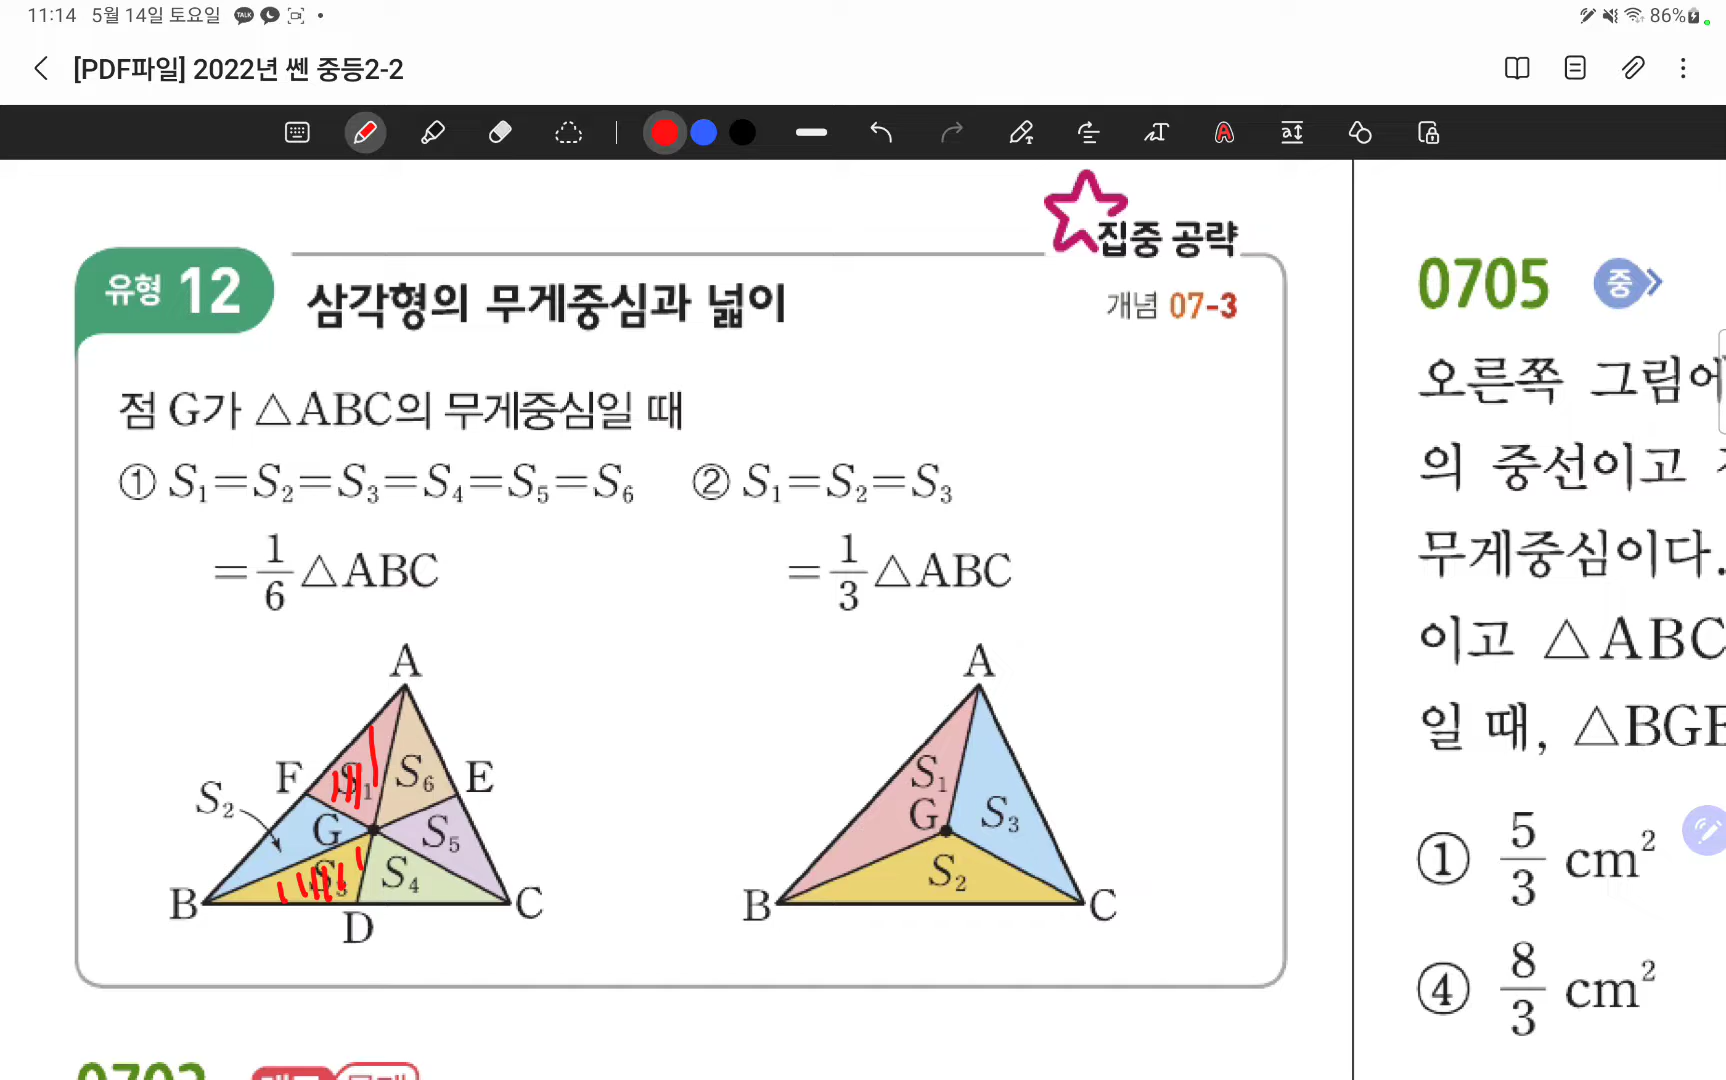 11:14 5월 14일 토요일
TALK
86%
[PDF파일] 2022년 쎈 중등2-2
집중 공략
유형 12
삼각형의 무게중심과 넓이
개념 07-3
점 G가 △ABC의 무게중심일 때
① S₁=S₂=S₃=S₄=S₅=S₆
=1/6 △ABC
② S₁=S₂=S₃
=1/3 △ABC
A
F
S₁
S₆
E
S₂
G
S₅
S₃
S₄
B
D
C
A
S₁
G
S₃
S₂
B
C
0705 중
오른쪽 그림에
의 중선이고
무게중심이다.
이고 △ABC
일 때, △BGE
① 5/3 cm²
④ 8/3 cm²